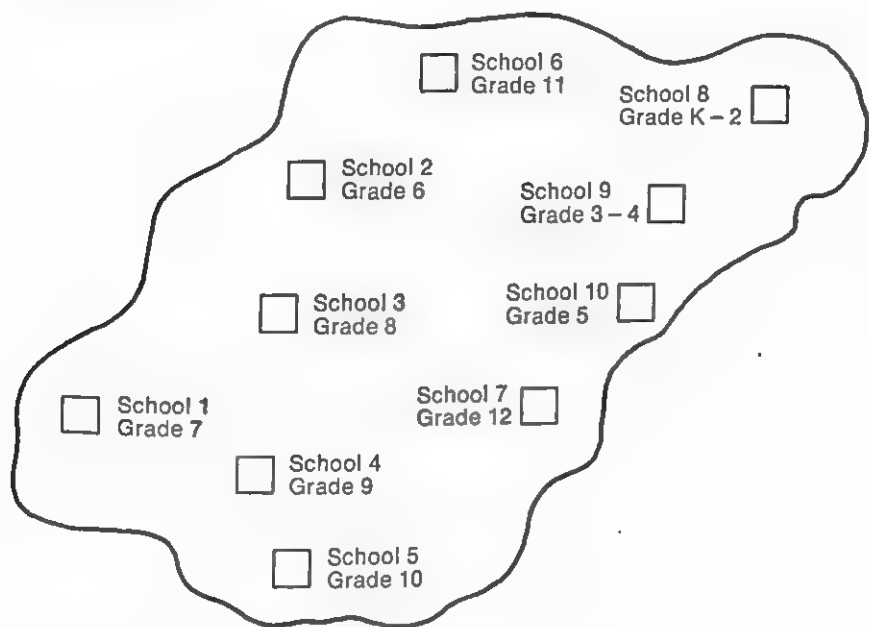 School 6
Grade 11
School 8
Grade K – 2
School 2
Grade 6
School 9
Grade 3 – 4
School 10
Grade 5
School 3
Grade 8
School 7
Grade 12
School 1
Grade 7
School 4
Grade 9
School 5
Grade 10